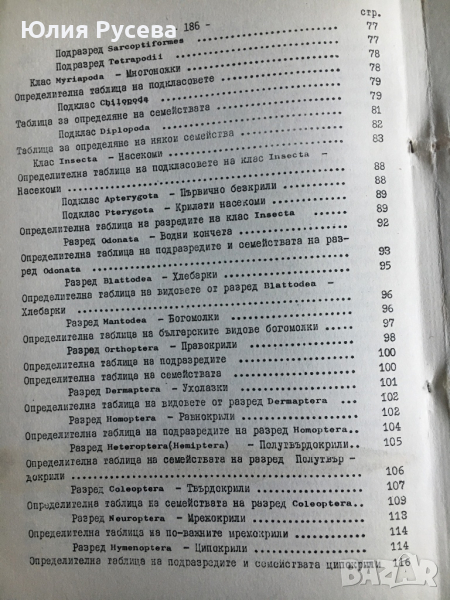 Юлия Русева
186 -
стр.
Подразред Sarcoptiformes 77
Подразред Tetrapodii 77
Клас Myriapoda - Многоножки 78
Определителна таблица на подкласовете 78
Подклас Chilopoda 79
Таблица за определяне на семействата 79
Подклас Diplopoda 81
Таблица за определяне на някои семейства 82
Клас Insecta - Насекоми 83
Определителна таблица на подкласовете на клас Insecta -
Насекоми 88
Подклас Apterygota - Първично безкрили 88
Подклас Pterygota - Крилати насекоми 89
Определителна таблица на разредите на клас Insecta 89
Разред Odonata - Водни кончета 92
Определителна таблица на подразредите и семействата на раз-
ред Odonata 93
Разред Blattodea - Хлебарки 95
Определителна таблица на видовете от разред Blattodea -
Хлебарки 96
Разред Mantodea - Богомолки 96
Определителна таблица на българските видове богомолки 97
Разред Orthoptera - Правокрили 98
Определителна таблица на подразредите 100
Определителна таблица на семействата 100
Разред Dermaptera - Ухолазки 101
Определителна таблица на видовете от разред Dermaptera 102
Разред Homoptera - Равнокрили 102
Определителна таблица на подразредите на разред Homoptera.. 104
Разред Heteroptera(Hemiptera) - Полутвърдокрили.. 105
Определителна таблица на семействата на разред Полутвър -
докрили 106
Разред Coleoptera - Твърдокрили 107
Определителна таблица на семействата на разред Coleoptera.. 109
Разред Neuroptera - Мрежокрили 113
Определителна таблица на по-важните мрежокрили 114
Разред Hymenoptera - Ципокрили 114
Определителна таблица на подразредите и семействата ципокрили 116
bazar